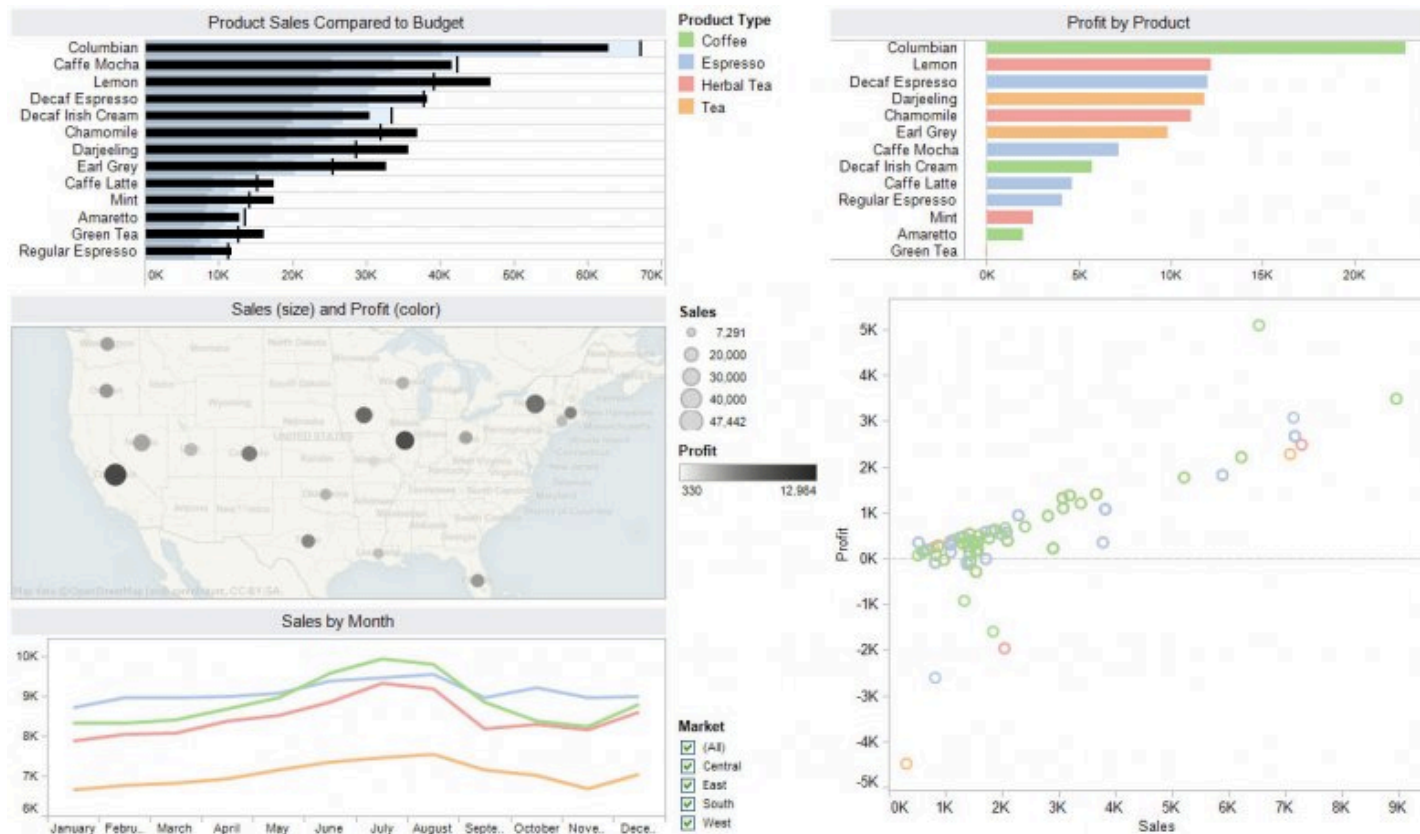 Product Sales Compared to Budget
Columbian
Caffe Mocha
Lemon
Decaf Espresso
Decaf Irish Cream
Chamomile
Darjeeling
Earl Grey
Caffe Latte
Mint
Amaretto
Green Tea
Regular Espresso
0K 10K 20K 30K 40K 50K 60K 70K
Product Type
Coffee
Espresso
Herbal Tea
Tea
Profit by Product
Columbian
Lemon
Decaf Espresso
Darjeeling
Chamomile
Earl Grey
Caffe Mocha
Decaf Irish Cream
Caffe Latte
Regular Espresso
Mint
Amaretto
Green Tea
0K 5K 10K 15K 20K
Sales (size) and Profit (color)
UNITED STATES
Sales
7,291
20,000
30,000
40,000
47,442
Profit
330 12,984
5K
4K
3K
2K
1K
0K
-1K
-2K
-3K
-4K
-5K
Profit
0K 1K 2K 3K 4K 5K 6K 7K 8K 9K
Sales
Sales by Month
10K
9K
8K
7K
6K
January Febru.. March April May June July August Septe.. October Nove.. Dece..
Market
(All)
Central
East
South
West